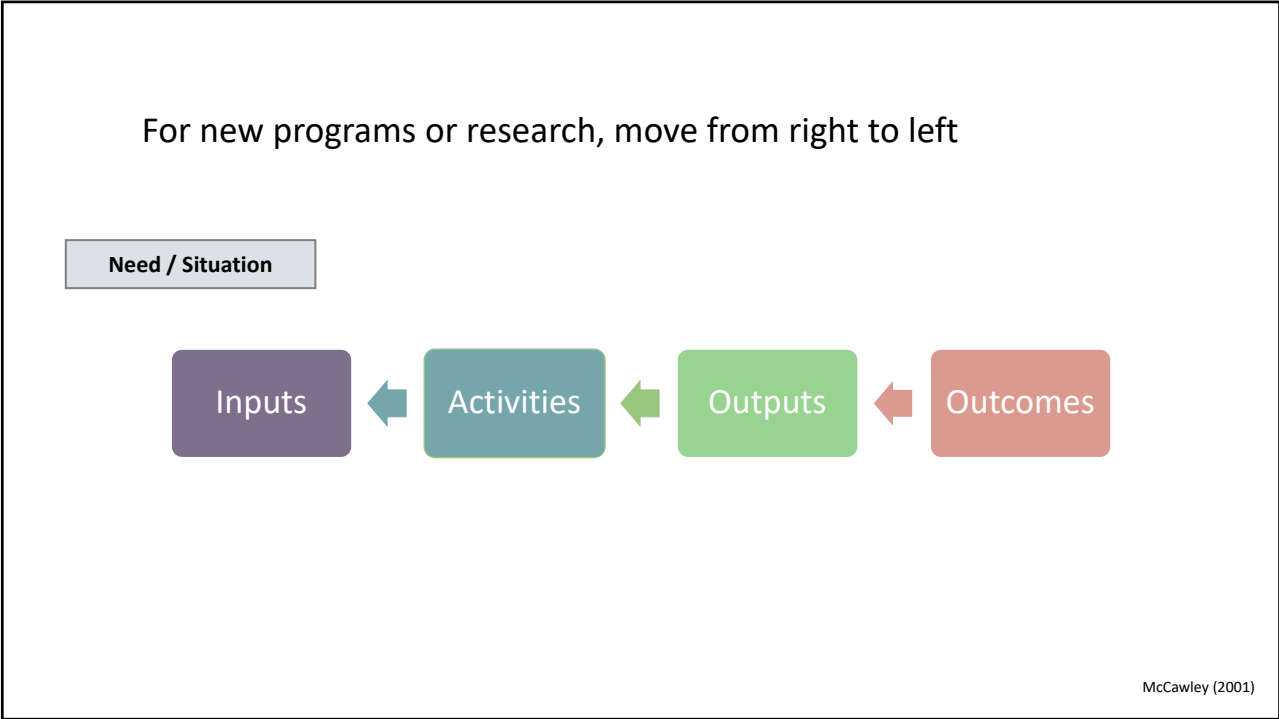 For new programs or research, move from right to left
Need / Situation
Inputs
Activities
Outputs
Outcomes
McCawley (2001)